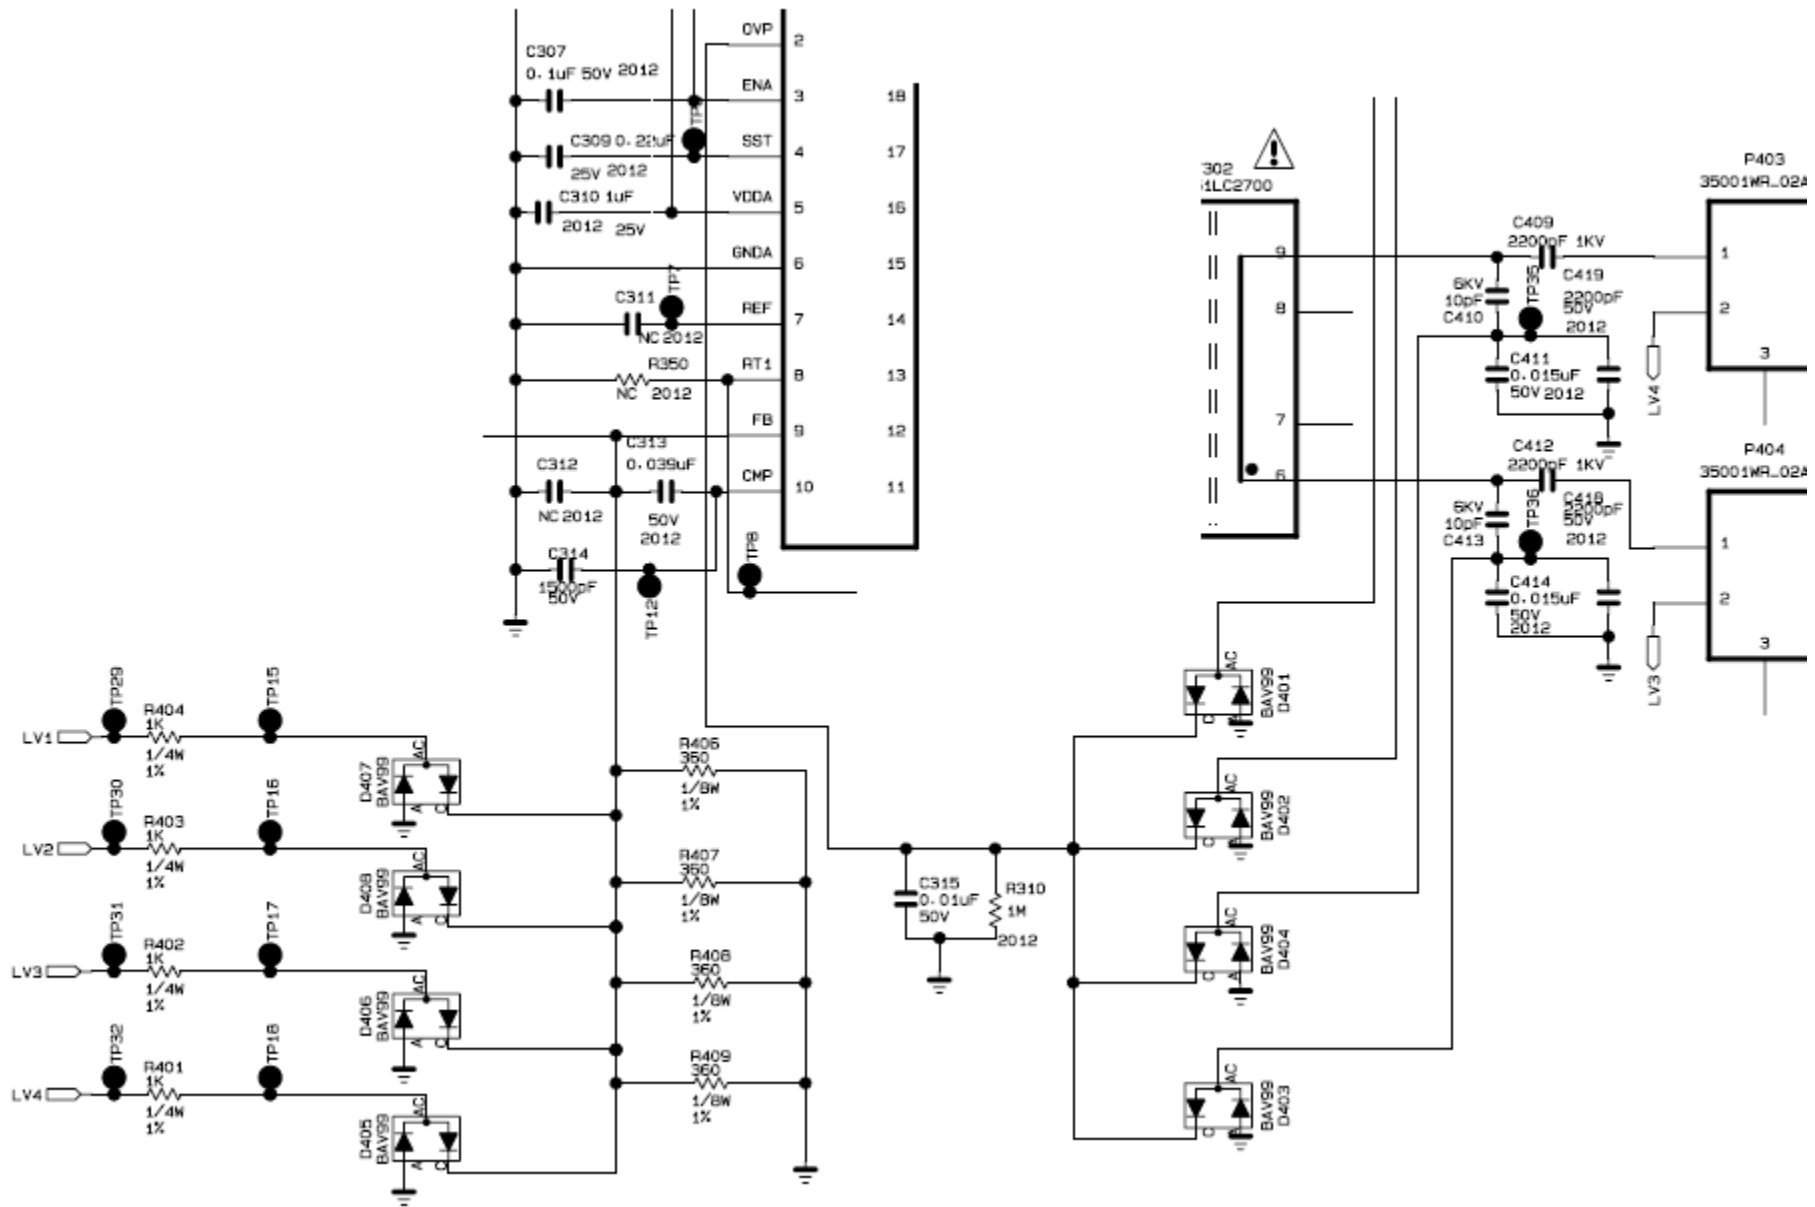 OVP
2
C307
0.1uF 50V 2012
ENA
3
18
TP
C309 0.22uF
25V 2012
SST
4
17
C310 1uF
2012 25V
VDDA
5
16
GNDA
6
15
TP7
C311
NC 2012
REF
7
14
R350
NC 2012
RT1
8
13
FB
9
12
C313
0.039uF
50V
2012
C312
NC 2012
CMP
10
11
C314
1500pF
50V
TP12
TP8
302
1LC2700
9
8
7
6
P403
35001WR_02A
1
2
3
C409
2200pF 1KV
C419
2200pF
50V
2012
6KV
10pF
C410
TP35
C411
0.015uF
50V 2012
LV4
P404
35001WR_02A
1
2
3
C412
2200pF 1KV
C418
2200pF
50V
2012
6KV
10pF
C413
TP36
C414
0.015uF
50V
2012
LV3
LV1
TP29
R404
1K
1/4W
1%
TP15
D407
BAV99
AC
A
C
LV2
TP30
R403
1K
1/4W
1%
TP16
D408
BAV99
AC
A
C
LV3
TP31
R402
1K
1/4W
1%
TP17
D406
BAV99
AC
A
C
LV4
TP32
R401
1K
1/4W
1%
TP18
D405
BAV99
AC
A
C
R406
360
1/8W
1%
R407
360
1/8W
1%
R408
360
1/8W
1%
R409
360
1/8W
1%
C315
0.01uF
50V
R310
1M
2012
AC
C
A
BAV99
D401
AC
C
A
BAV99
D402
AC
C
A
BAV99
D404
AC
C
A
BAV99
D403